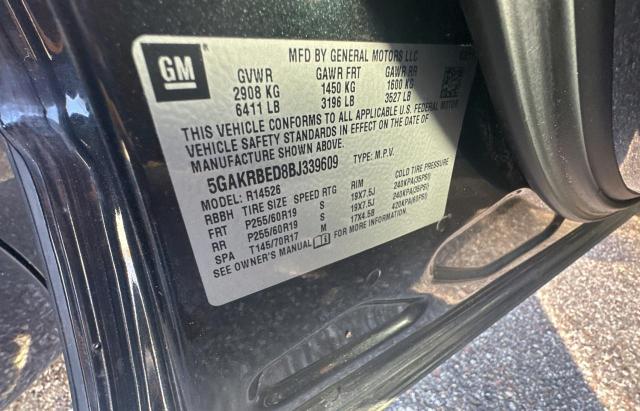 GM
MFD BY GENERAL MOTORS LLC
GVWR GAWR FRT GAWR RR
2908 KG 1450 KG 1600 KG
6411 LB 3196 LB 3527 LB
THIS VEHICLE CONFORMS TO ALL APPLICABLE U.S. FEDERAL MOTOR
VEHICLE SAFETY STANDARDS IN EFFECT ON THE DATE OF
MANUFACTURE SHOWN ABOVE.
5GAKRBED8BJ339609 TYPE: M.P.V.
MODEL: R14526
RBBH TIRE SIZE SPEED RTG RIM COLD TIRE PRESSURE
FRT P255/60R19 S 19X7.5J 240KPA(35PSI)
RR P255/60R19 S 19X7.5J 240KPA(35PSI)
SPA T145/70R17 M 17X4.5B 420KPA(60PSI)
SEE OWNER'S MANUAL FOR MORE INFORMATION.